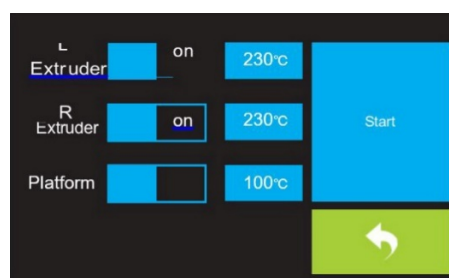 L
Extruder
on
230℃
R
Extruder
on
230℃
Platform
100℃
Start